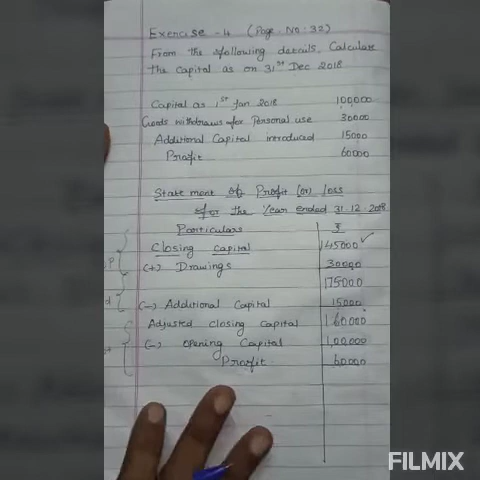 Exercise - 4 (Page. No: 32)
From the following details, Calculate
the capital as on 31st Dec 2018
Capital as 1st Jan 2018 1,00,000
Goods withdrawn for Personal use 30000
Additional Capital introduced 15000
Profit 60000
Statement of Profit (or) loss
for the Year ended 31.12.2018
Particulars ₹
Closing Capital 145000 ✓
(+) Drawings 30000
175000
(-) Additional Capital 15000
Adjusted closing Capital 160000
(-) opening Capital 1,00,000
Profit 60000
FILMIX